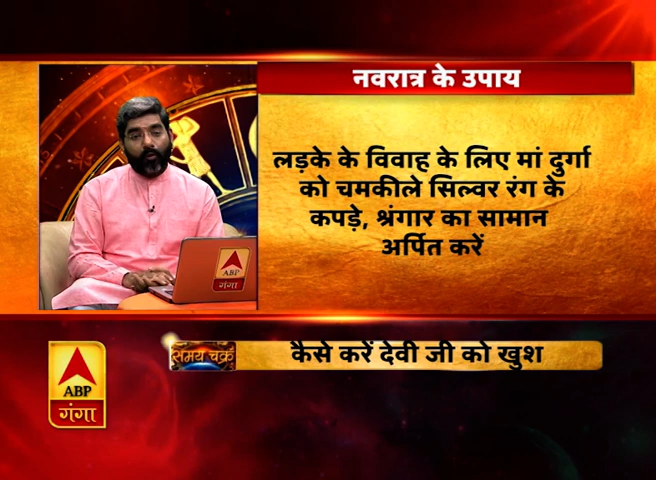 नवरात्र के उपाय
लड़के के विवाह के लिए मां दुर्गा
को चमकीले सिल्वर रंग के
कपड़े, श्रंगार का सामान
अर्पित करें
ABP
गंगा
समय चक्र
कैसे करें देवी जी को खुश
ABP
गंगा